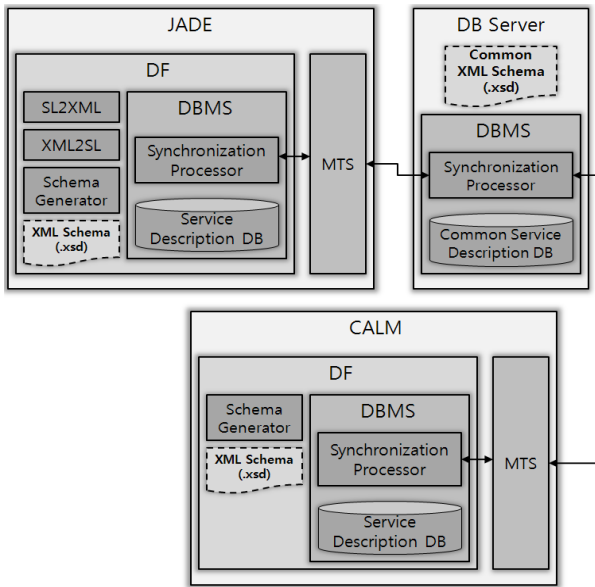 JADE
DF
SL2XML
XML2SL
Schema
Generator
XML Schema
(.xsd)
DBMS
Synchronization
Processor
Service
Description DB
MTS
DB Server
Common
XML Schema
(.xsd)
DBMS
Synchronization
Processor
Common Service
Description DB
CALM
DF
Schema
Generator
XML Schema
(.xsd)
DBMS
Synchronization
Processor
Service
Description DB
MTS